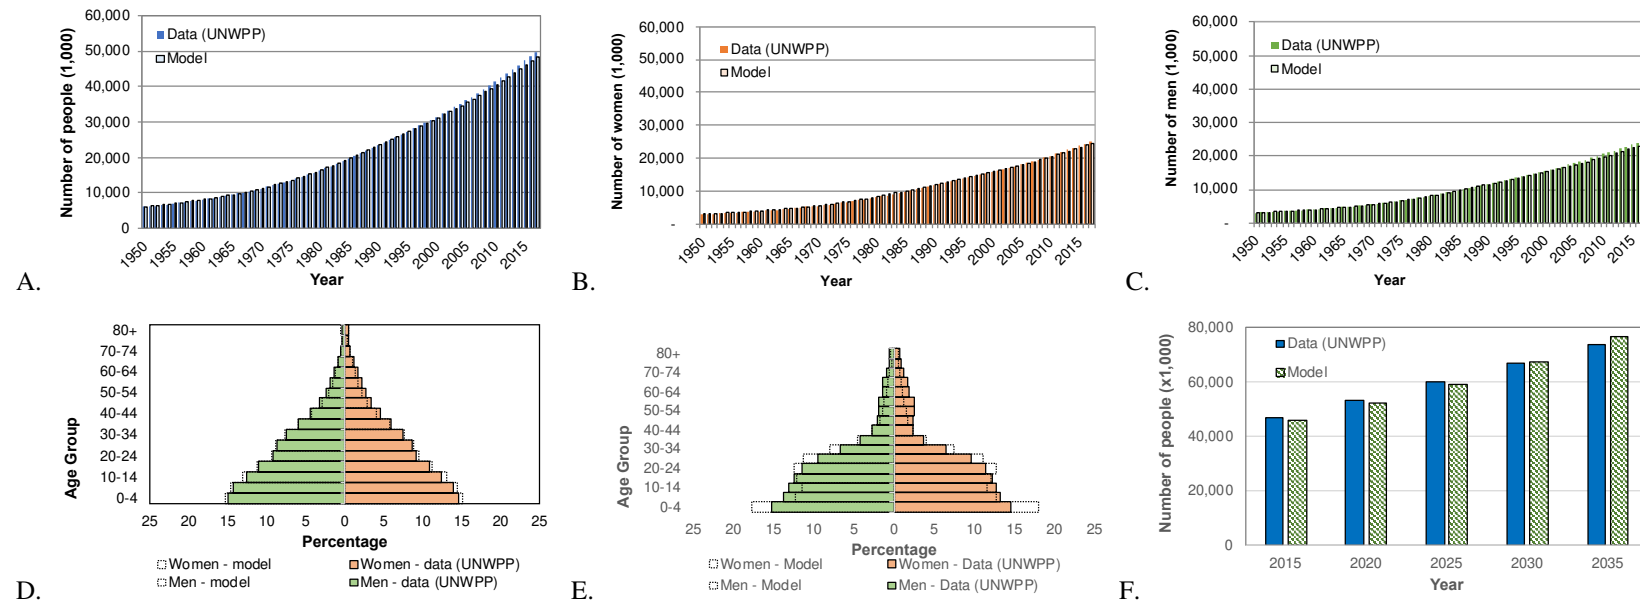 Number of people (1,000)
60,000
50,000
40,000
30,000
20,000
10,000
0
Data (UNWPP)
Model
1950
1955
1960
1965
1970
1975
1980
1985
1990
1995
2000
2005
2010
2015
Year
A.
Number of women (1,000)
60,000
50,000
40,000
30,000
20,000
10,000
-
Data (UNWPP)
Model
1950
1955
1960
1965
1970
1975
1980
1985
1990
1995
2000
2005
2010
2015
Year
B.
Number of men (1,000)
60,000
50,000
40,000
30,000
20,000
10,000
-
Data (UNWPP)
Model
1950
1955
1960
1965
1970
1975
1980
1985
1990
1995
2000
2005
2010
2015
Year
C.
Age Group
80+
70-74
60-64
50-54
40-44
30-34
20-24
10-14
0-4
25 20 15 10 5 0 5 10 15 20 25
Percentage
Women - model Women - data (UNWPP)
Men - model Men - data (UNWPP)
D.
Age Group
80+
70-74
60-64
50-54
40-44
30-34
20-24
10-14
0-4
25 20 15 10 5 0 5 10 15 20 25
Percentage
Women - Model Women - Data (UNWPP)
Men - Model Men - Data (UNWPP)
E.
Number of people (x1,000)
80,000
60,000
40,000
20,000
0
Data (UNWPP)
Model
2015 2020 2025 2030 2035
Year
F.